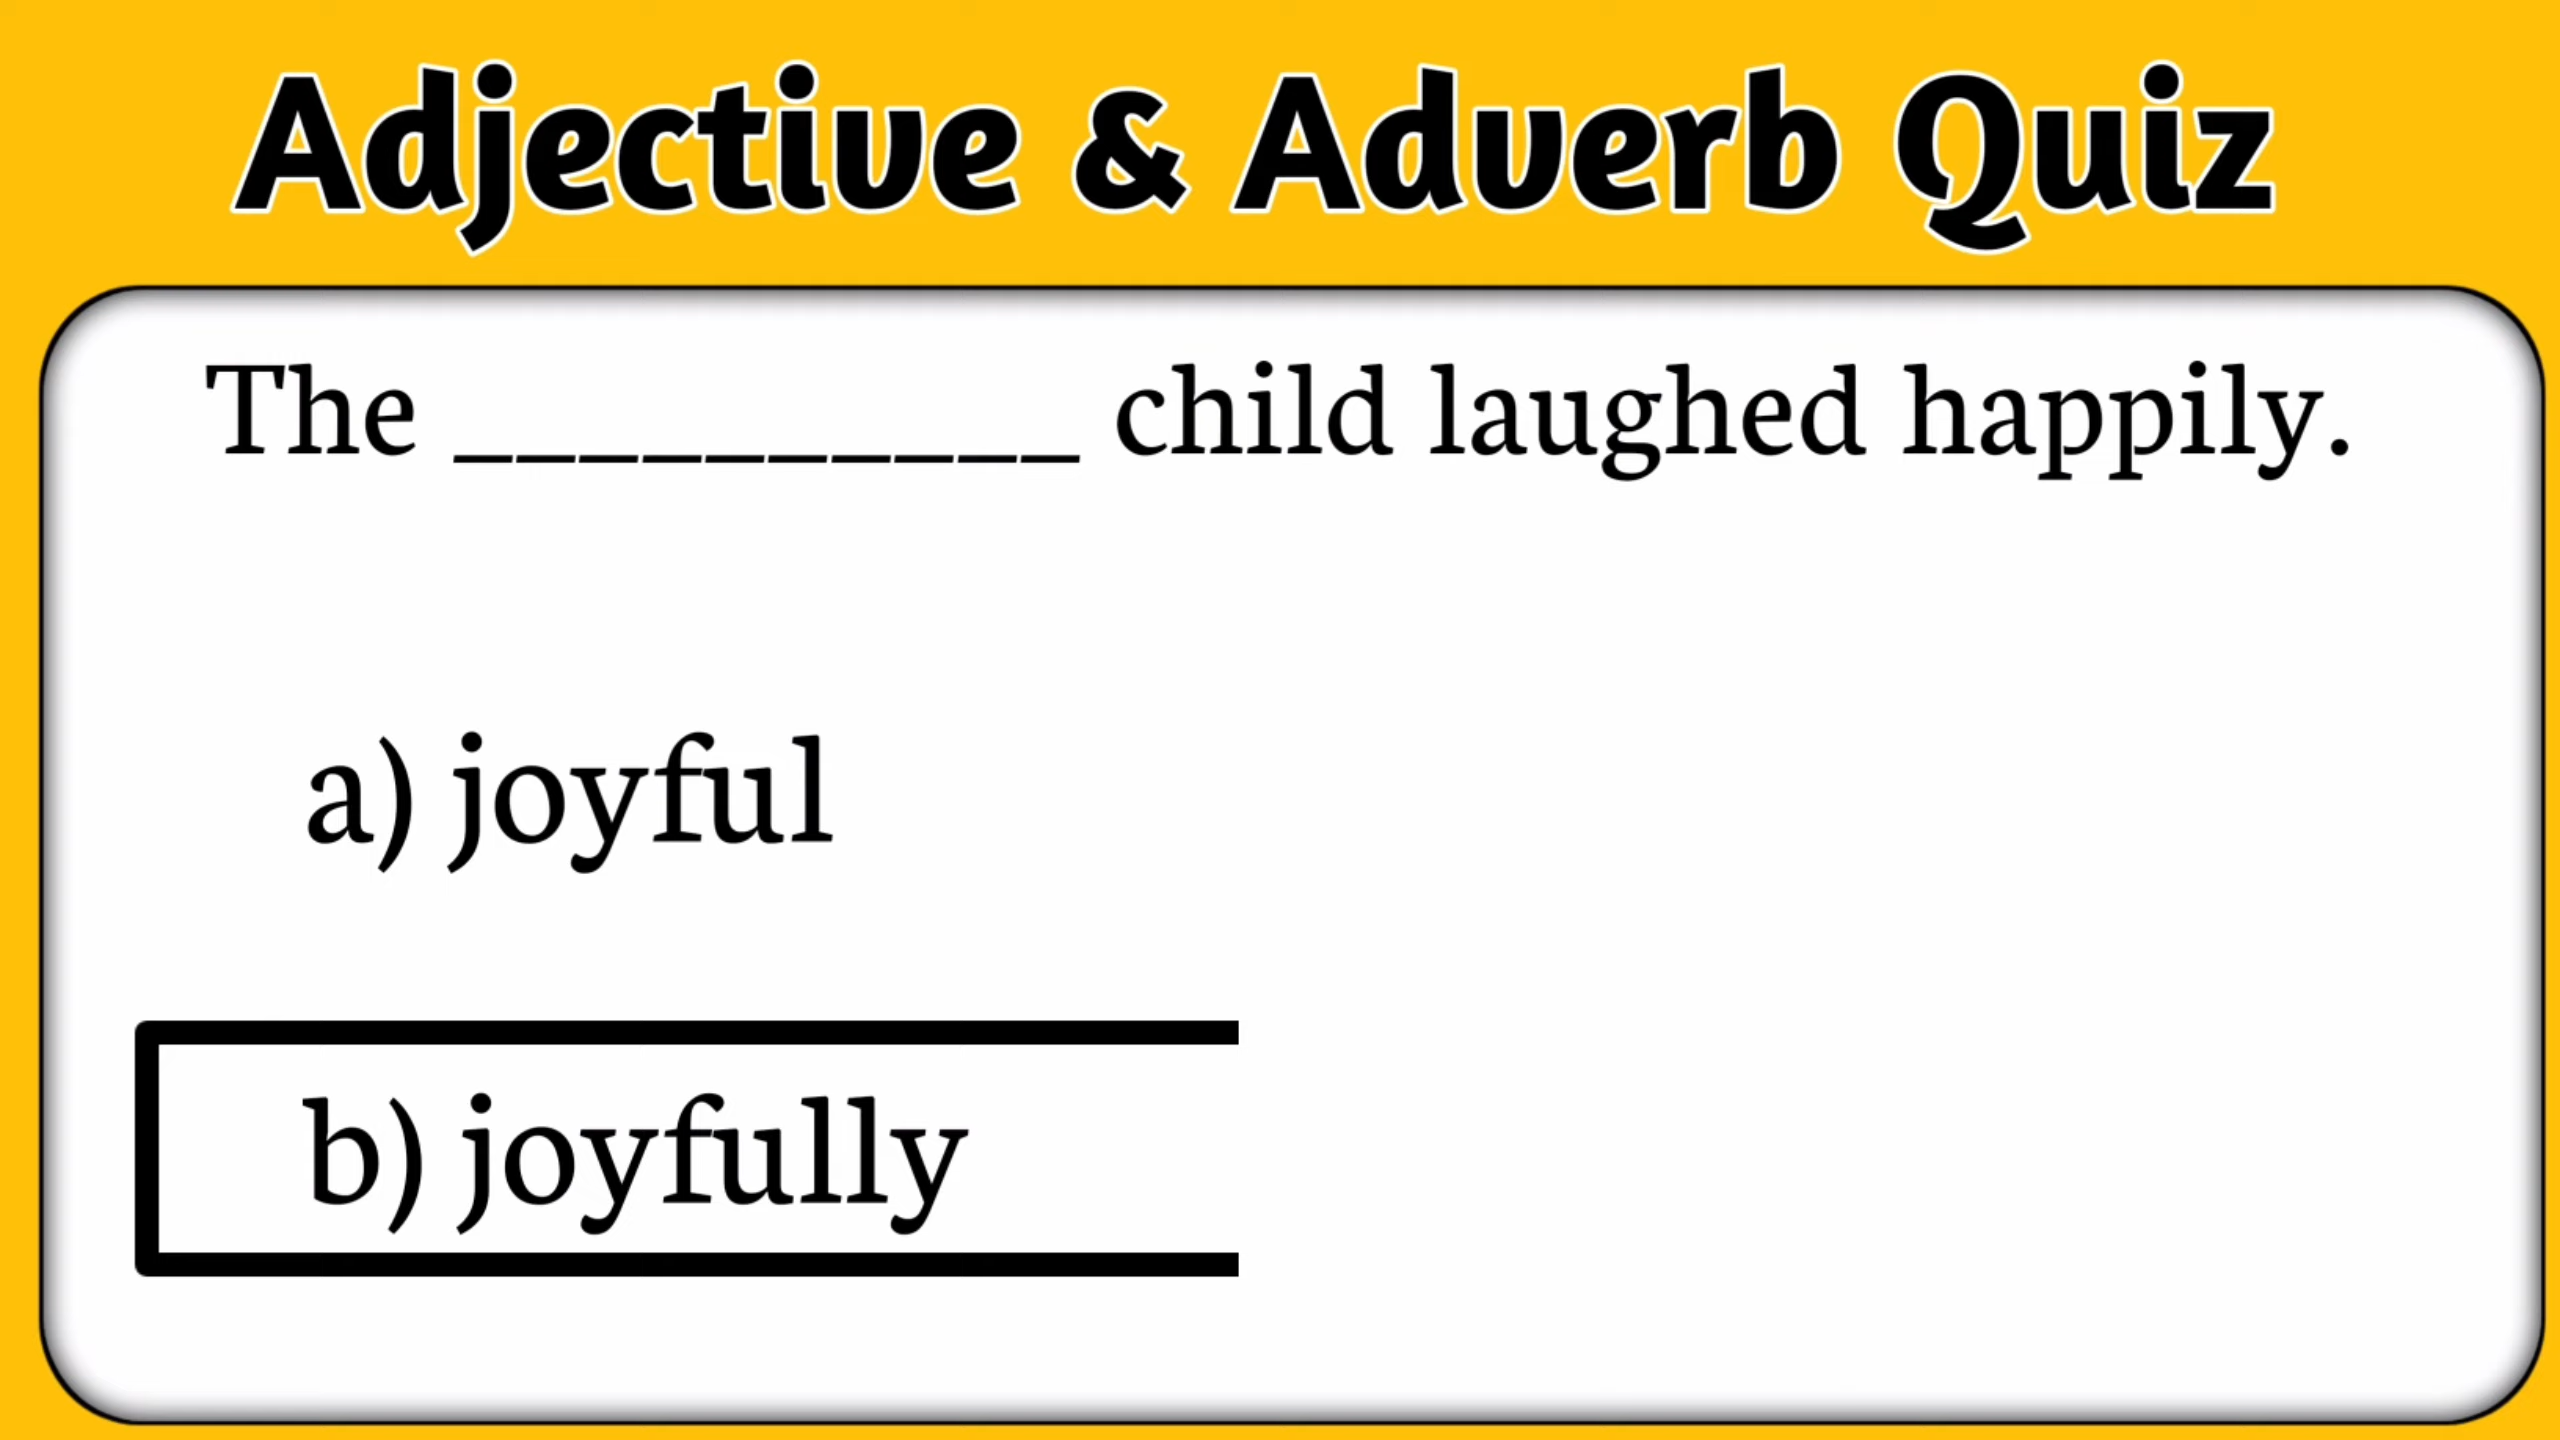 Adjective & Adverb Quiz
The __________ child laughed happily.
a) joyful
b) joyfully